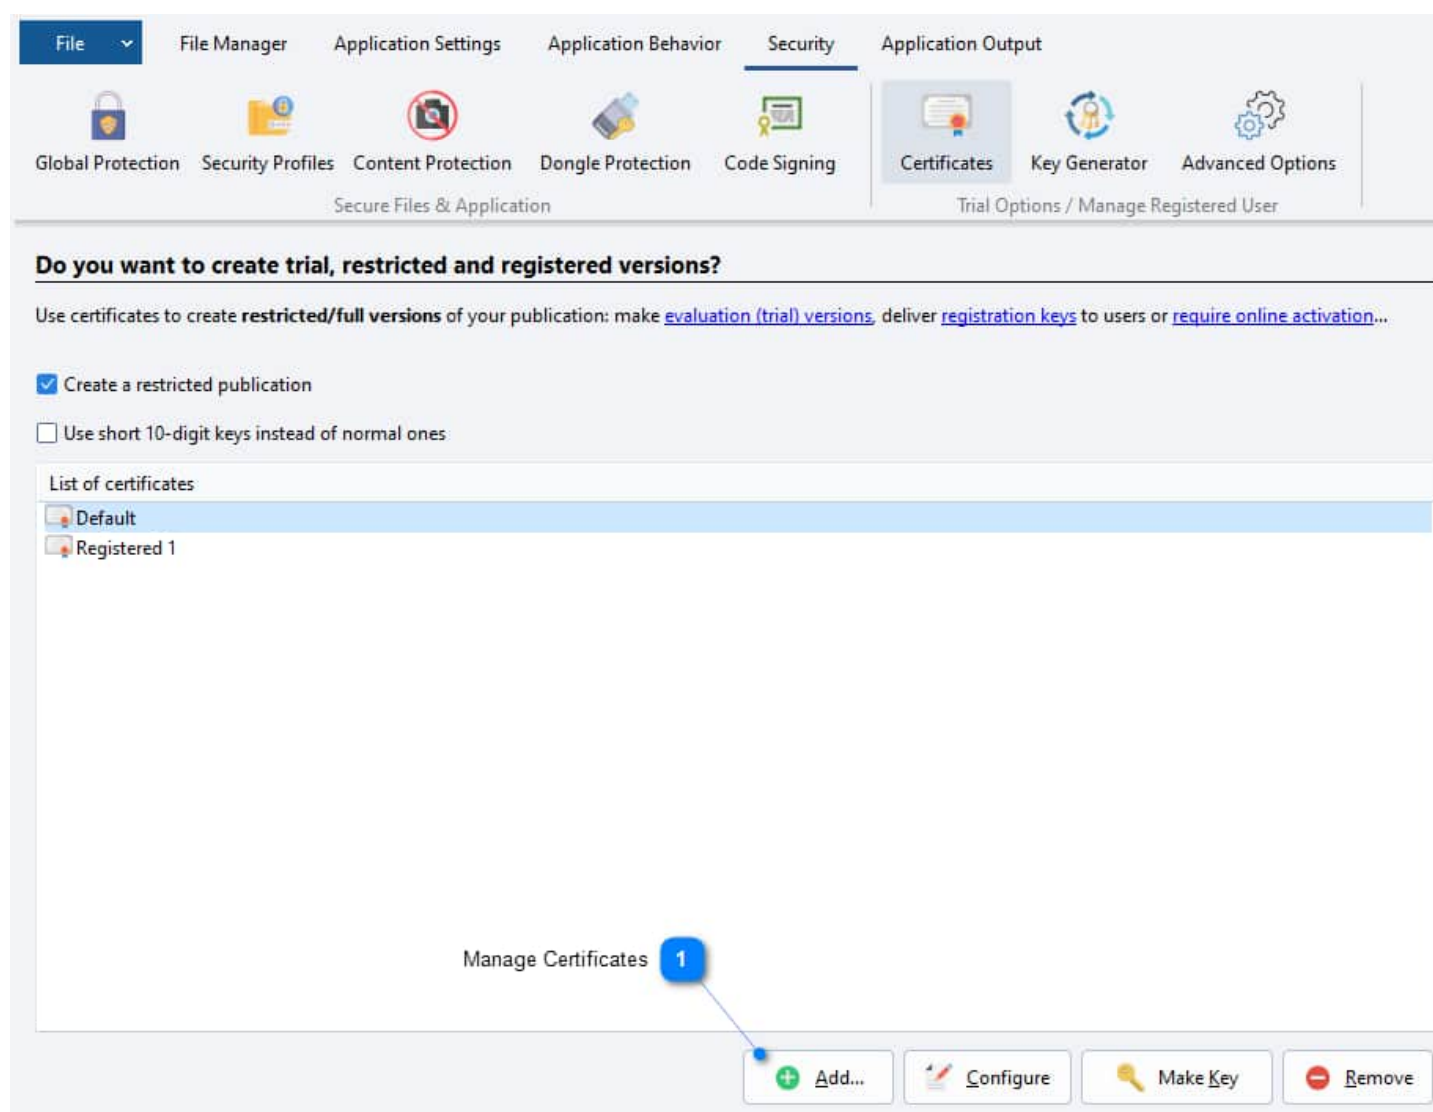 File File Manager Application Settings Application Behavior Security Application Output
Global Protection Security Profiles Content Protection Dongle Protection Code Signing Certificates Key Generator Advanced Options
Secure Files & Application Trial Options / Manage Registered User
Do you want to create trial, restricted and registered versions?
Use certificates to create restricted/full versions of your publication: make evaluation (trial) versions, deliver registration keys to users or require online activation...
Create a restricted publication
Use short 10-digit keys instead of normal ones
List of certificates
Default
Registered 1
Manage Certificates 1
Add... Configure Make Key Remove